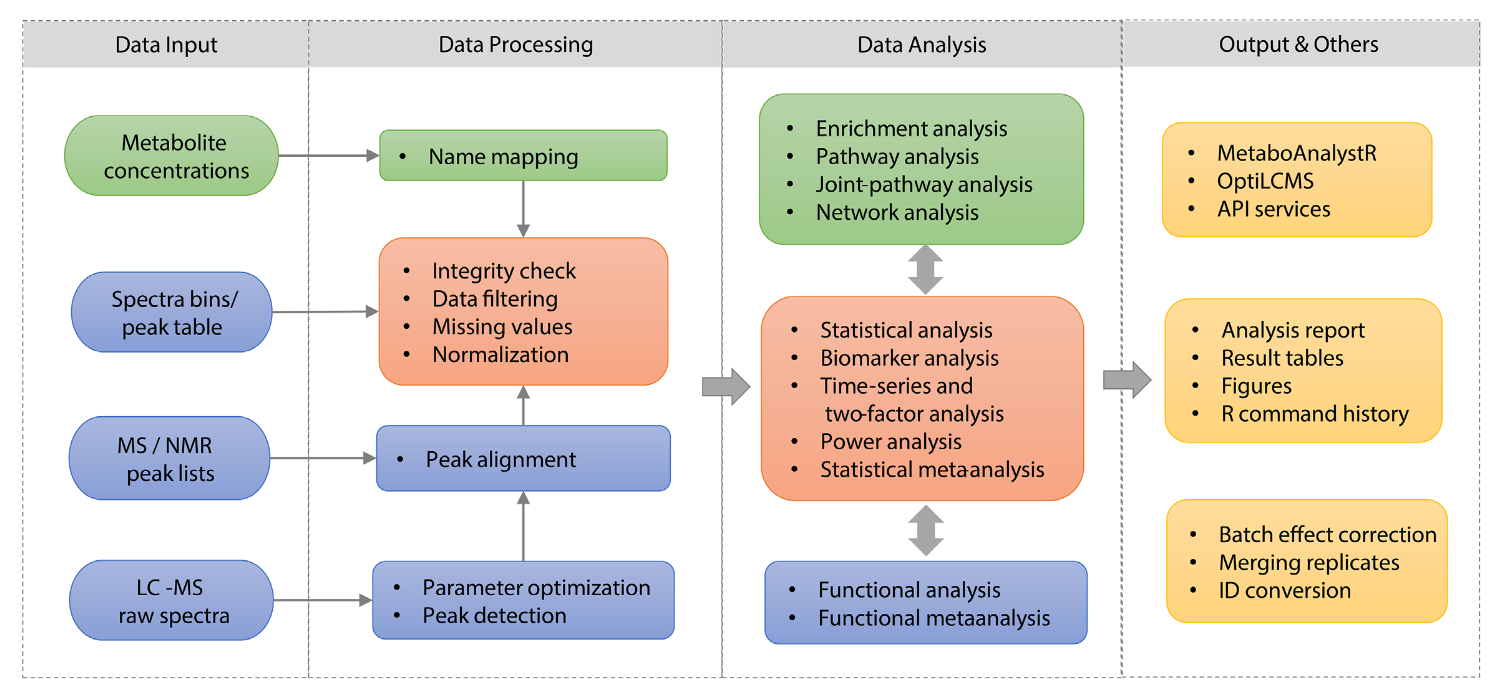 Data Input
Data Processing
Data Analysis
Output & Others
Metabolite
concentrations
Spectra bins/
peak table
MS / NMR
peak lists
LC -MS
raw spectra
• Name mapping
• Integrity check
• Data filtering
• Missing values
• Normalization
• Peak alignment
• Parameter optimization
• Peak detection
• Enrichment analysis
• Pathway analysis
• Joint-pathway analysis
• Network analysis
• Statistical analysis
• Biomarker analysis
• Time-series and
two-factor analysis
• Power analysis
• Statistical meta-analysis
• Functional analysis
• Functional metaanalysis
• MetaboAnalystR
• OptiLCMS
• API services
• Analysis report
• Result tables
• Figures
• R command history
• Batch effect correction
• Merging replicates
• ID conversion